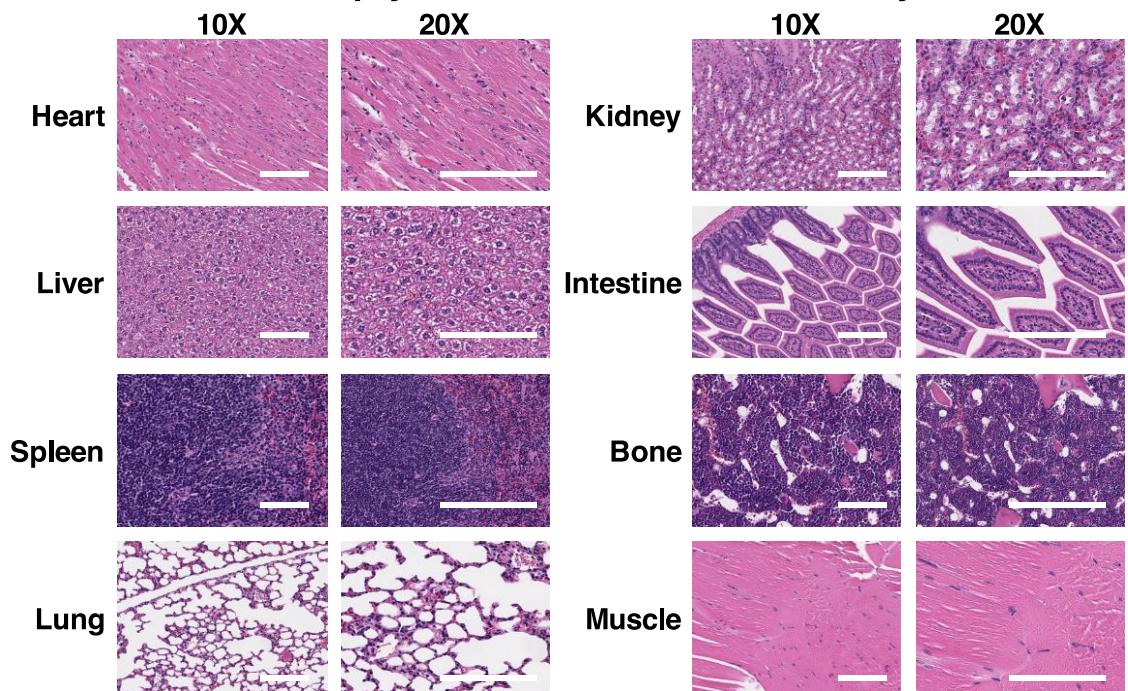 10X 20X 10X 20X
Heart Kidney
Liver Intestine
Spleen Bone
Lung Muscle